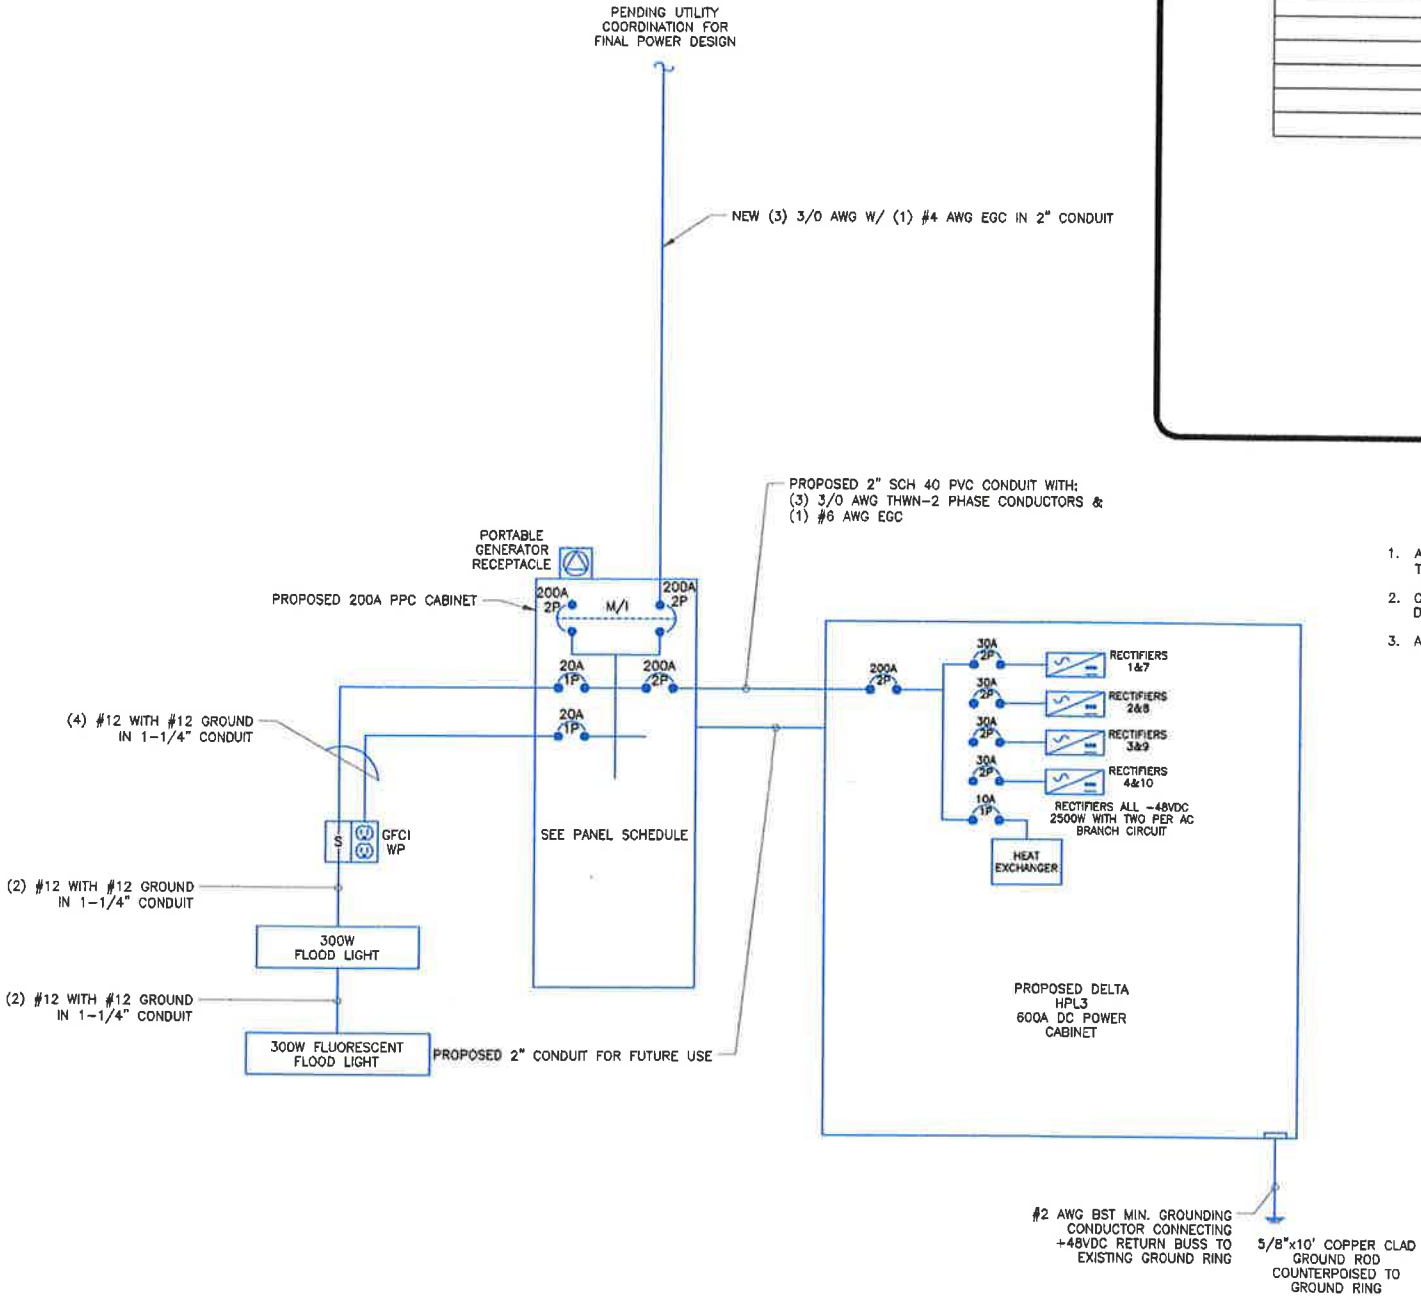 PENDING UTILITY
COORDINATION FOR
FINAL POWER DESIGN
NEW (3) 3/0 AWG W/ (1) #4 AWG EGC IN 2" CONDUIT
PROPOSED 2" SCH 40 PVC CONDUIT WITH:
(3) 3/0 AWG THWN-2 PHASE CONDUCTORS &
(1) #6 AWG EGC
PORTABLE
GENERATOR
RECEPTACLE
PROPOSED 200A PPC CABINET
200A
2P
M/I
200A
2P
20A
1P
200A
2P
20A
1P
SEE PANEL SCHEDULE
(4) #12 WITH #12 GROUND
IN 1-1/4" CONDUIT
S
GFCI
WP
(2) #12 WITH #12 GROUND
IN 1-1/4" CONDUIT
300W
FLOOD LIGHT
(2) #12 WITH #12 GROUND
IN 1-1/4" CONDUIT
300W FLUORESCENT
FLOOD LIGHT
PROPOSED 2" CONDUIT FOR FUTURE USE
200A
2P
30A
2P
RECTIFIERS
1&7
30A
2P
RECTIFIERS
2&8
30A
2P
RECTIFIERS
3&9
30A
2P
RECTIFIERS
4&10
10A
1P
RECTIFIERS ALL -48VDC
2500W WITH TWO PER AC
BRANCH CIRCUIT
HEAT
EXCHANGER
PROPOSED DELTA
HPL3
600A DC POWER
CABINET
#2 AWG BST MIN. GROUNDING
CONDUCTOR CONNECTING
+48VDC RETURN BUSS TO
EXISTING GROUND RING
5/8"x10' COPPER CLAD
GROUND ROD
COUNTERPOISED TO
GROUND RING
1. A
T
2.
D
3. A